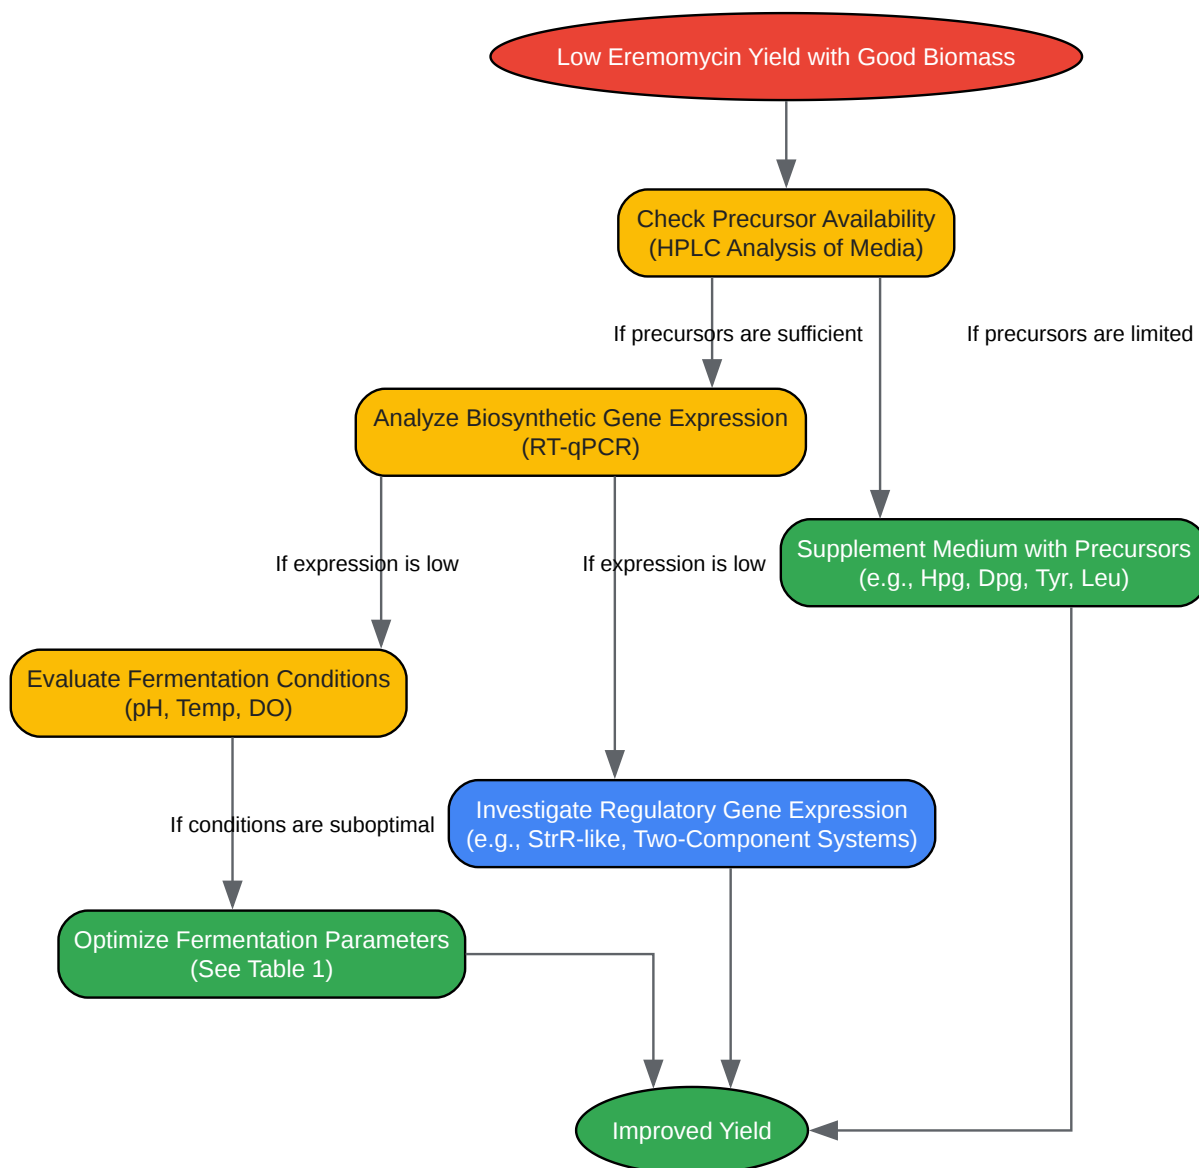 Low Eremomycin Yield with Good Biomass
Check Precursor Availability
(HPLC Analysis of Media)
If precursors are sufficient
If precursors are limited
Analyze Biosynthetic Gene Expression
(RT-qPCR)
If expression is low
If expression is low
Supplement Medium with Precursors
(e.g., Hpg, Dpg, Tyr, Leu)
Evaluate Fermentation Conditions
(pH, Temp, DO)
If conditions are suboptimal
Investigate Regulatory Gene Expression
(e.g., StrR-like, Two-Component Systems)
Optimize Fermentation Parameters
(See Table 1)
Improved Yield